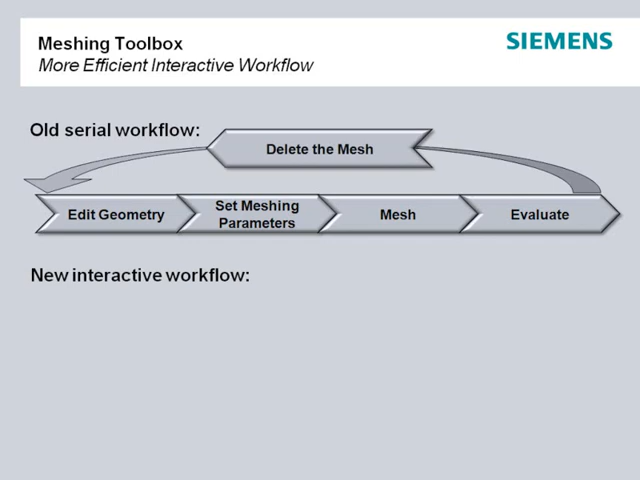 Meshing Toolbox
More Efficient Interactive Workflow
SIEMENS
Old serial workflow:
Delete the Mesh
Edit Geometry
Set Meshing
Parameters
Mesh
Evaluate
New interactive workflow: